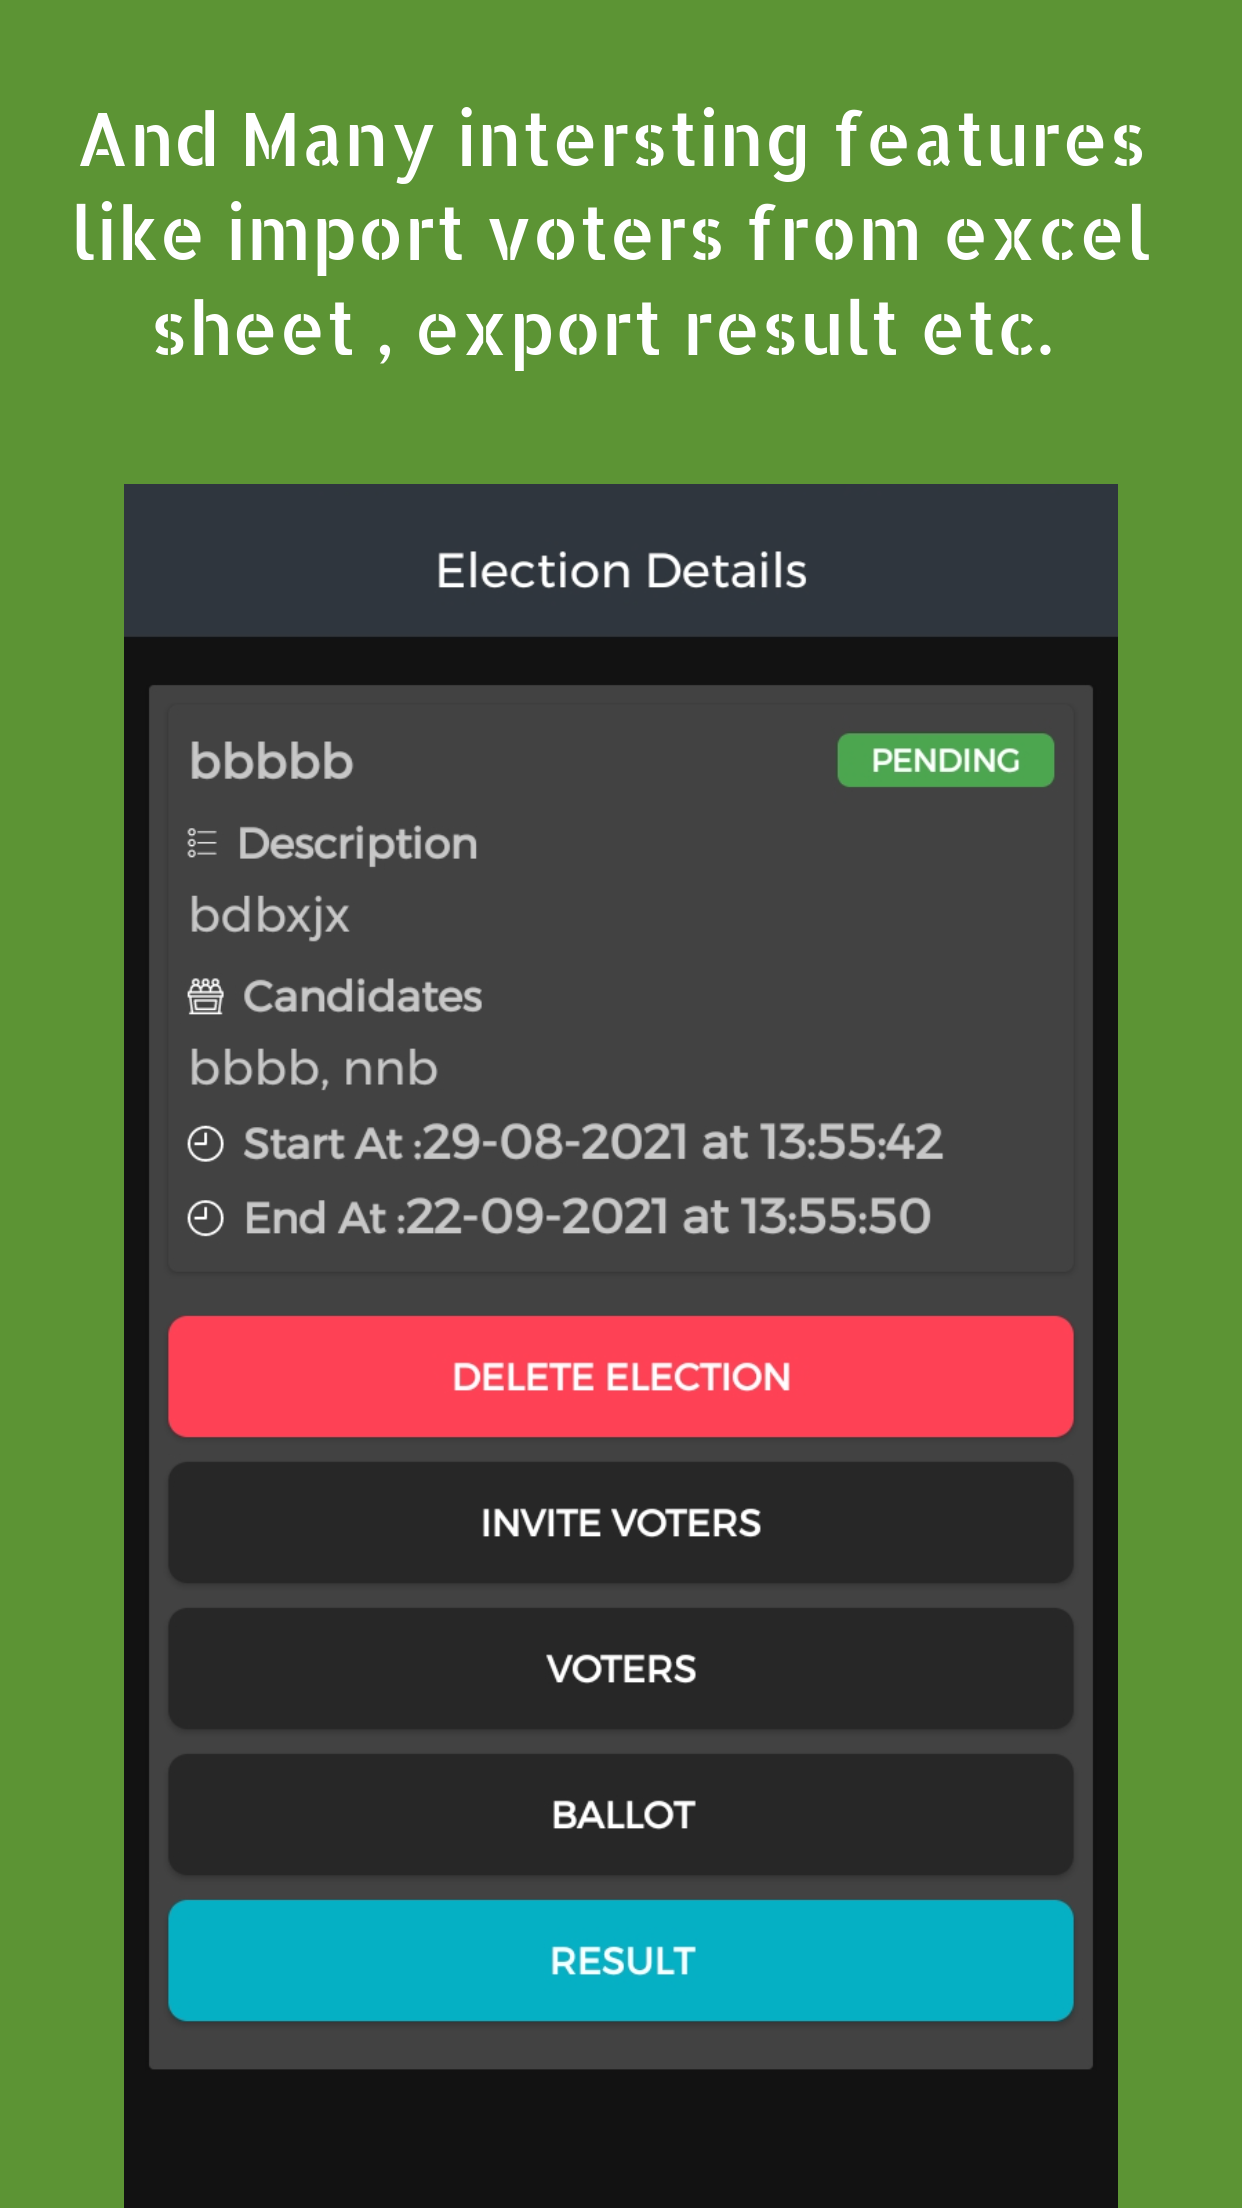 And Many intersting features
like import voters from excel
sheet , export result etc.
Election Details
bbbbb
PENDING
Description
bdbxjx
Candidates
bbbb, nnb
Start At :29-08-2021 at 13:55:42
End At :22-09-2021 at 13:55:50
DELETE ELECTION
INVITE VOTERS
VOTERS
BALLOT
RESULT